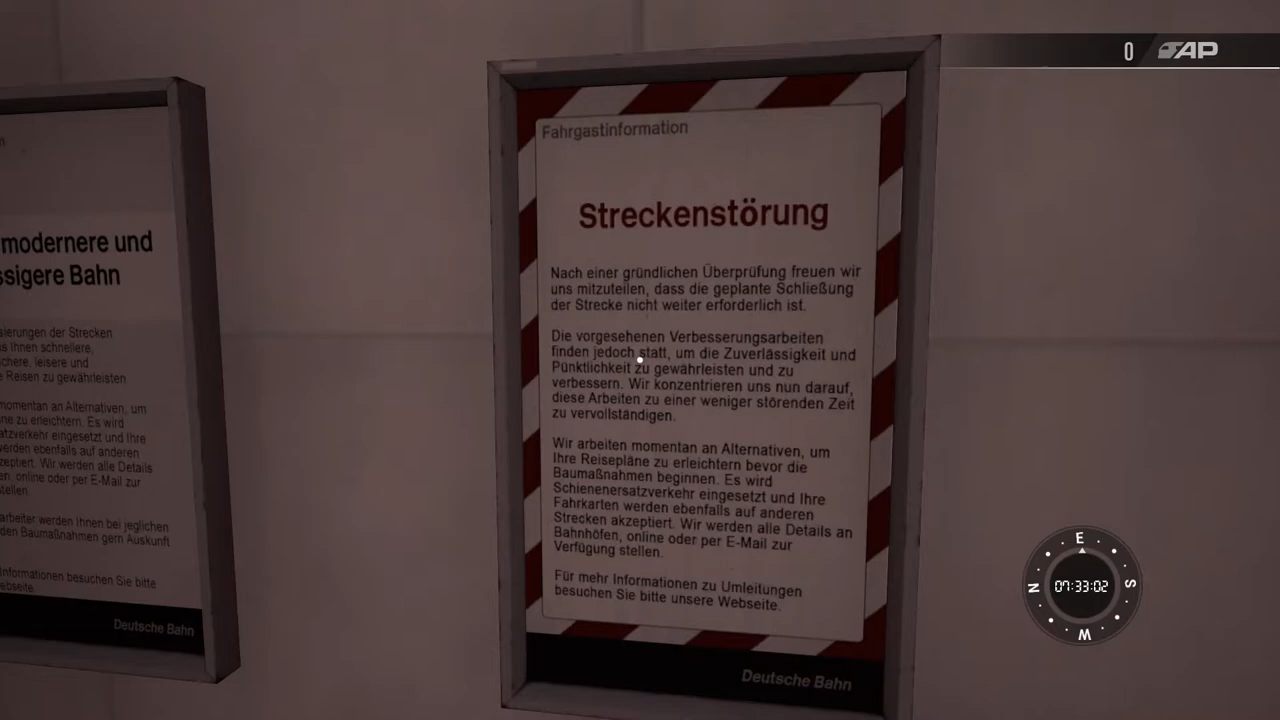 modernere und
Bahn
sierungen der Strecken
Ihnen schnellere,
leisere und
Reisen zu gewährleisten
momentan an Alternativen, um
zu erleichtern. Es wird
eingesetzt und Ihre
werden ebenfalls auf anderen
Wir werden alle Details
online oder per E-Mail zur
stellen.
arbeiter werden Ihnen bei jeglichen
den Baumaßnahmen gern Auskunft
Informationen besuchen Sie bitte
Deutsche Bahn
Fahrgastinformation
Streckenstörung
Nach einer gründlichen Überprüfung freuen wir
uns mitzuteilen, dass die geplante Schließung
der Strecke nicht weiter erforderlich ist.
Die vorgesehenen Verbesserungsarbeiten
finden jedoch statt, um die Zuverlässigkeit und
Pünktlichkeit zu gewährleisten und zu
verbessern. Wir konzentrieren uns nun darauf,
diese Arbeiten zu einer weniger störenden Zeit
zu vervollständigen.
Wir arbeiten momentan an Alternativen, um
Ihre Reisepläne zu erleichtern bevor die
Baumaßnahmen beginnen. Es wird
Schienenersatzverkehr eingesetzt und Ihre
Fahrkarten werden ebenfalls auf anderen
Strecken akzeptiert. Wir werden alle Details an
Bahnhöfen, online oder per E-Mail zur
Verfügung stellen.
Für mehr Informationen zu Umleitungen
besuchen Sie bitte unsere Webseite.
Deutsche Bahn
0 AP
E
N 07:33:02 S
W